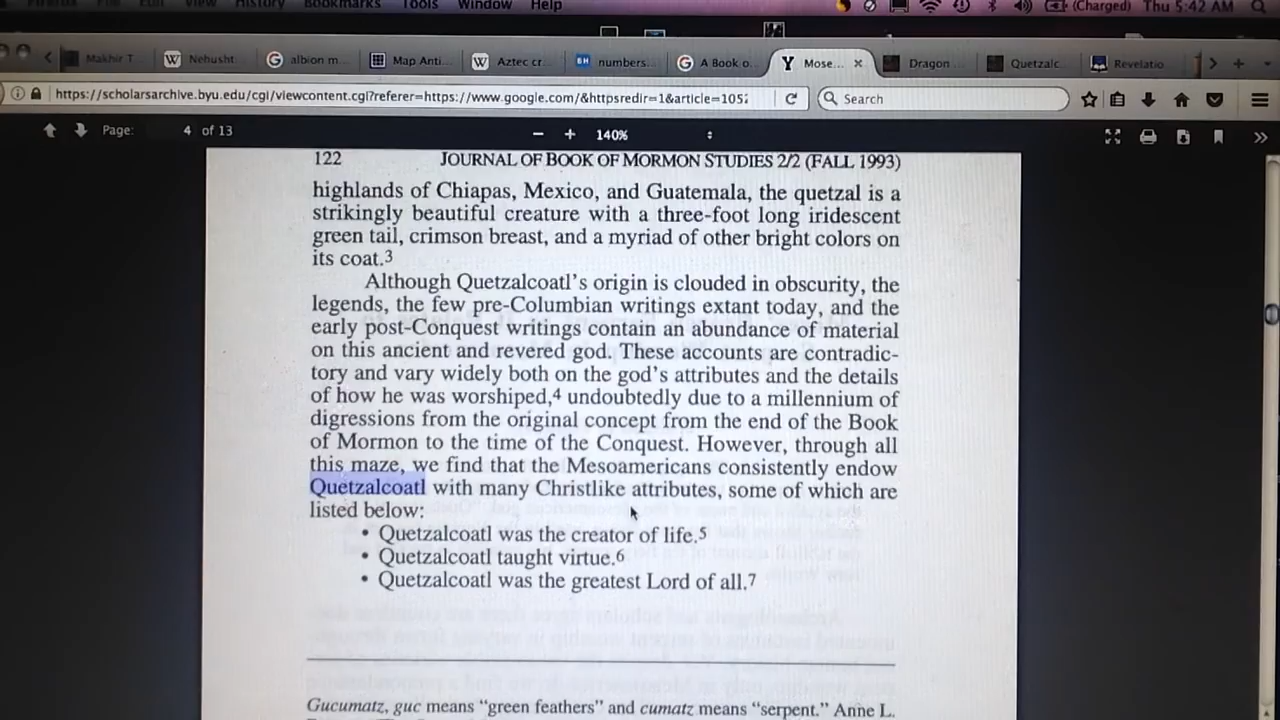 Firefox File Edit View History Bookmarks Tools Window Help
(Charged) Thu 5:42 AM
Makhir T...
Nehusht
albion m...
Map Anti...
Aztec cr...
numbers...
A Book o...
Mose...
Dragon
Quetzalc
Revelatio
https://scholarsarchive.byu.edu/cgi/viewcontent.cgi?referer=https://www.google.com/&httpsredir=1&article=105
Search
Page: 4 of 13
140%
122 JOURNAL OF BOOK OF MORMON STUDIES 2/2 (FALL 1993)
highlands of Chiapas, Mexico, and Guatemala, the quetzal is a
strikingly beautiful creature with a three-foot long iridescent
green tail, crimson breast, and a myriad of other bright colors on
its coat.3
Although Quetzalcoatl's origin is clouded in obscurity, the
legends, the few pre-Columbian writings extant today, and the
early post-Conquest writings contain an abundance of material
on this ancient and revered god. These accounts are contradic-
tory and vary widely both on the god's attributes and the details
of how he was worshiped,4 undoubtedly due to a millennium of
digressions from the original concept from the end of the Book
of Mormon to the time of the Conquest. However, through all
this maze, we find that the Mesoamericans consistently endow
Quetzalcoatl with many Christlike attributes, some of which are
listed below:
• Quetzalcoatl was the creator of life.5
• Quetzalcoatl taught virtue.6
• Quetzalcoatl was the greatest Lord of all.7
Gucumatz, guc means "green feathers" and cumatz means "serpent." Anne L.